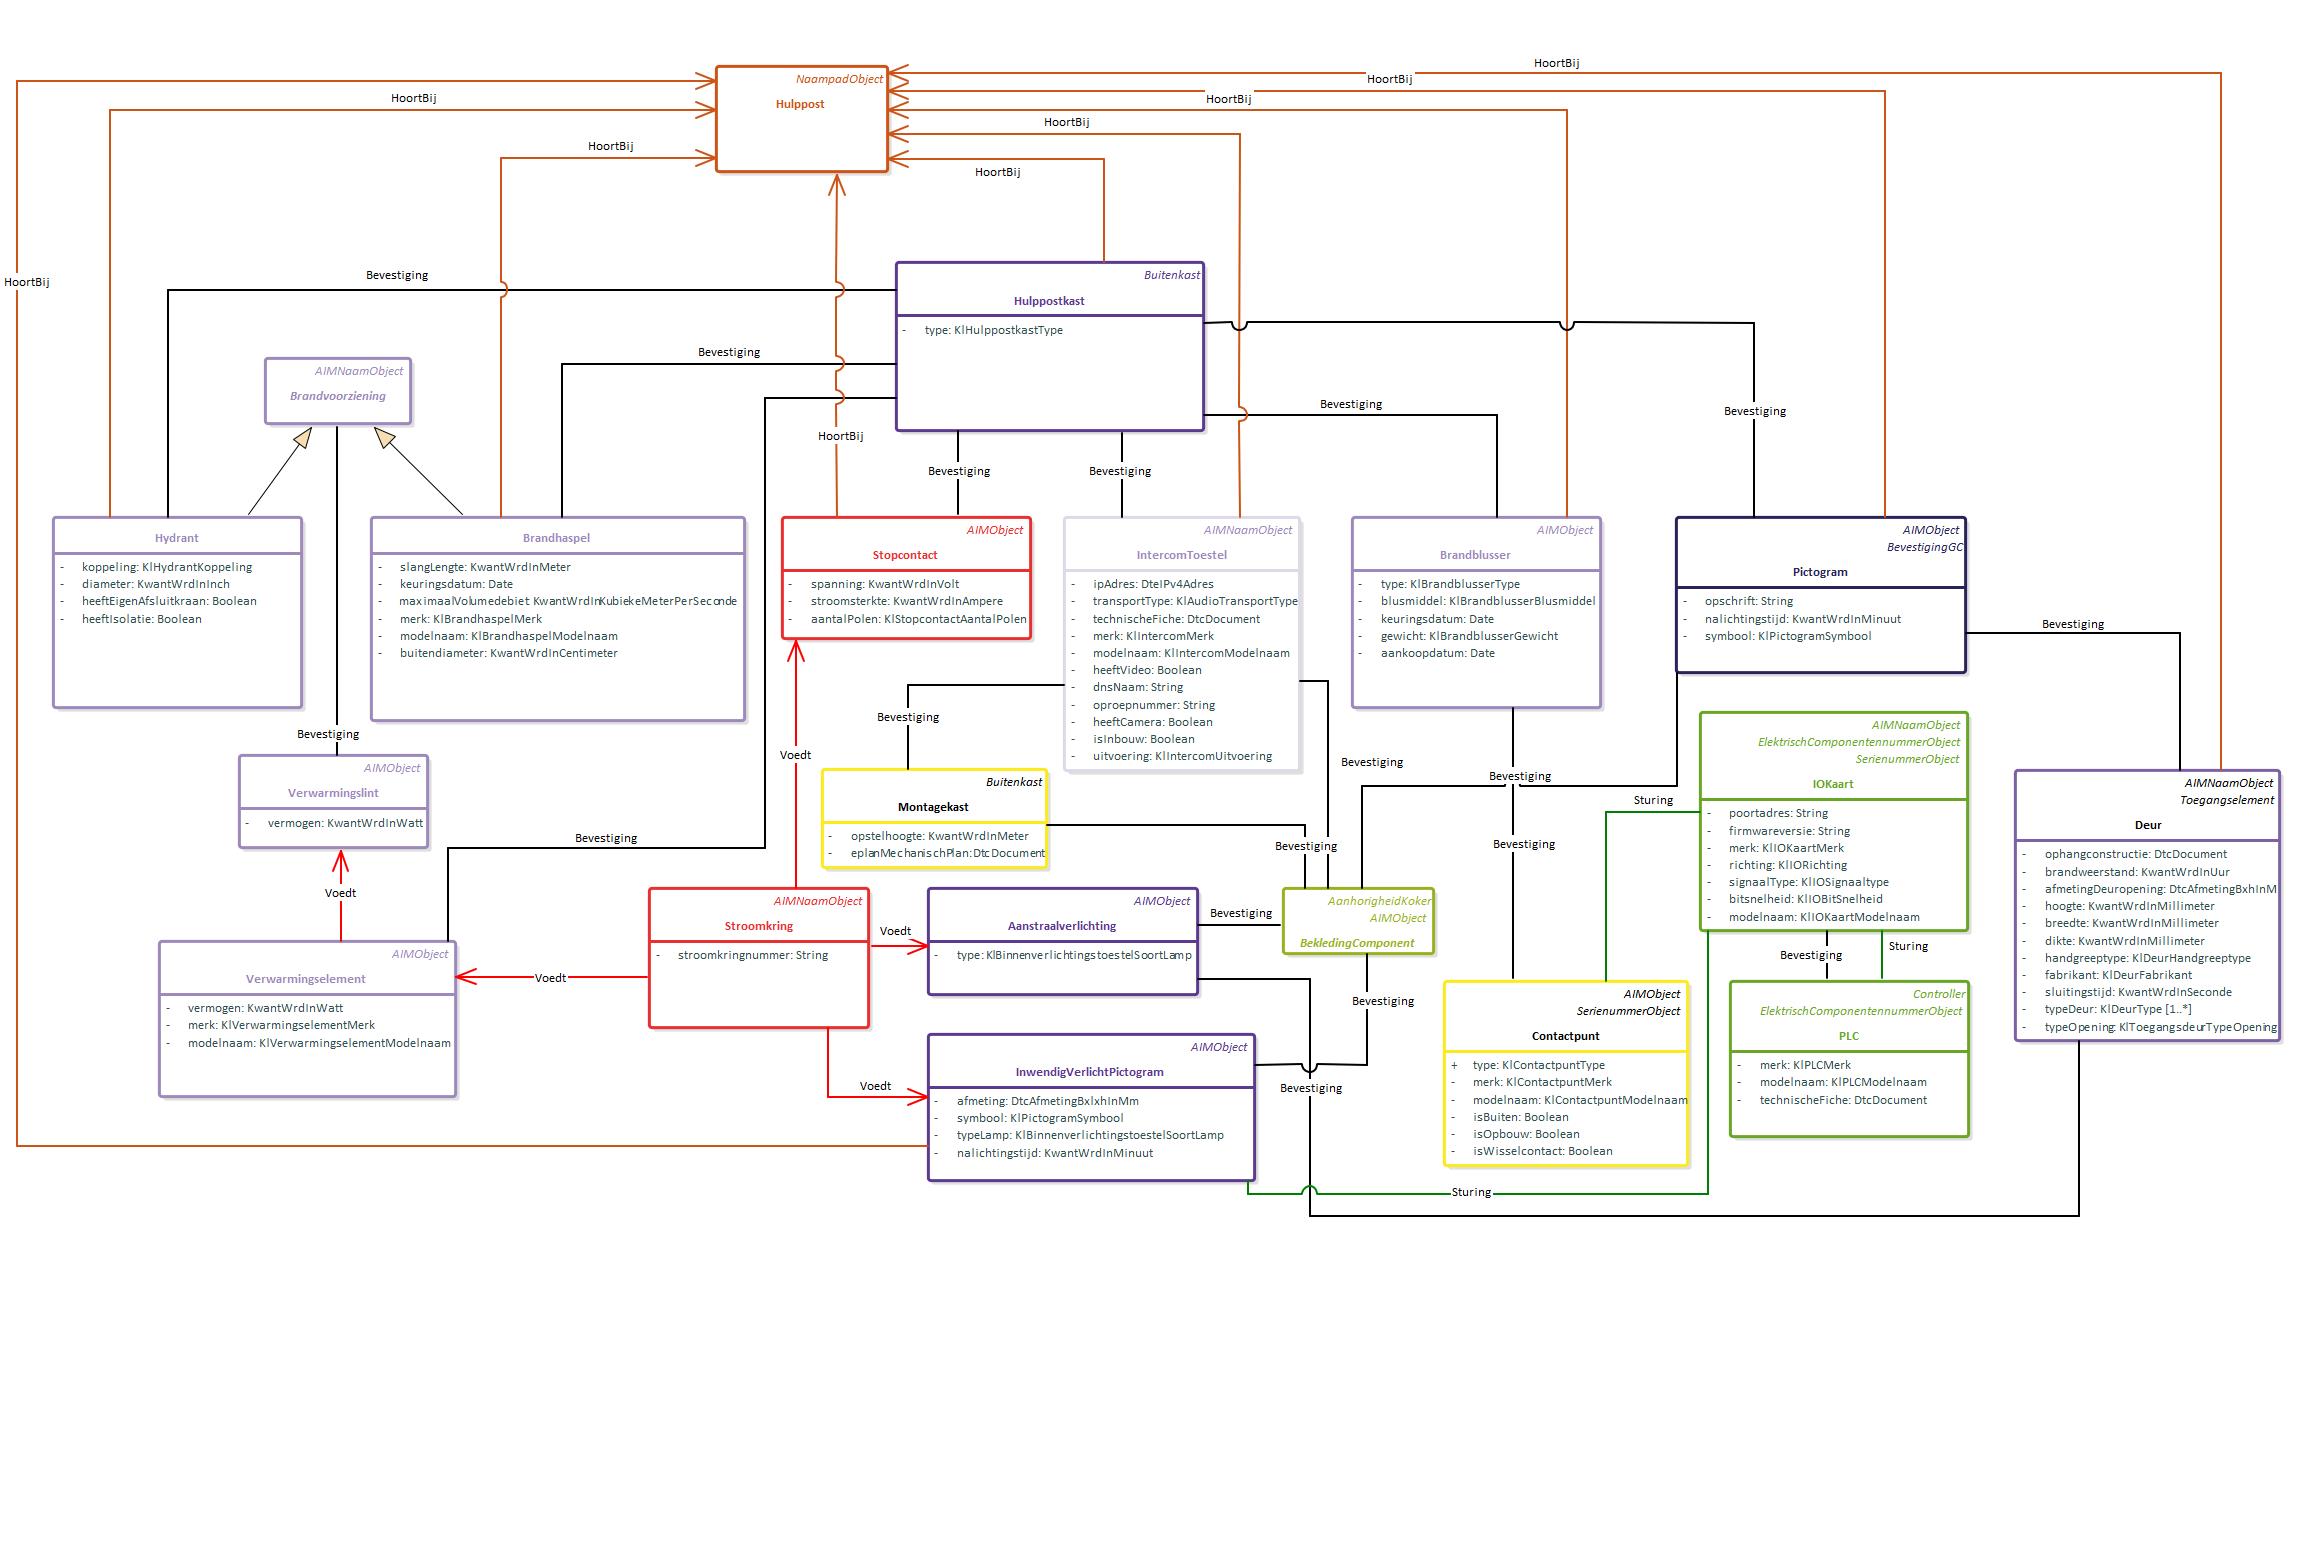 HoortBij
NaampadObject
HoortBij
Hulppost
HoortBij
HoortBij
HoortBij
HoortBij
HoortBij
HoortBij
Bevestiging
Buitenkast
HoortBij
Hulppostkast
- type: KlHulppostkastType
Bevestiging
AIMNaamObject
Brandvoorziening
Bevestiging
Bevestiging
HoortBij
Bevestiging
Bevestiging
Hydrant
- koppeling: KlHydrantKoppeling
- diameter: KwantWrdInInch
- heeftEigenAfsluitkraan: Boolean
- heeftIsolatie: Boolean
Brandhaspel
- slangLengte: KwantWrdInMeter
- keuringsdatum: Date
- maximaalVolumedebiet KwantWrdInKubiekeMeterPerSeconde
- merk: KlBrandhaspelMerk
- modelnaam: KlBrandhaspelModelnaam
- buitendiameter: KwantWrdInCentimeter
AIMObject
Stopcontact
- spanning: KwantWrdInVolt
- stroomsterkte: KwantWrdInAmpere
- aantalPolen: KlStopcontactAantalPolen
AIMNaamObject
IntercomToestel
- ipAdres: DteIPv4Adres
- transportType: KlAudioTransportType
- technischeFiche: DtcDocument
- merk: KlIntercomMerk
- modelnaam: KlIntercomModelnaam
- heeftVideo: Boolean
- dnsNaam: String
- oproepnummer: String
- heeftCamera: Boolean
- isInbouw: Boolean
- uitvoering: KlIntercomUitvoering
AIMObject
Brandblusser
- type: KlBrandblusserType
- blusmiddel: KlBrandblusserBlusmiddel
- keuringsdatum: Date
- gewicht: KlBrandblusserGewicht
- aankoopdatum: Date
AIMObject
BevestigingGC
Pictogram
- opschrift: String
- nalichtingstijd: KwantWrdInMinuut
- symbool: KlPictogramSymbool
Bevestiging
Bevestiging
Bevestiging
Voedt
Bevestiging
Bevestiging
AIMObject
Verwarmingslint
- vermogen: KwantWrdInWatt
Buitenkast
Montagekast
- opstelhoogte: KwantWrdInMeter
- eplanMechanischPlan: DtcDocument
Sturing
AIMNaamObject
ElektrischComponentennummerObject
SerienummerObject
IOKaart
- poortadres: String
- firmwareversie: String
- merk: KlIOKaartMerk
- richting: KlIORichting
- signaalType: KlIOSignaaltype
- bitsnelheid: KlIOBitSnelheid
- modelnaam: KlIOKaartModelnaam
AIMNaamObject
Toegangselement
Deur
- ophangconstructie: DtcDocument
- brandweerstand: KwantWrdInUur
- afmetingDeuropening: DtcAfmetingBxhInM
- hoogte: KwantWrdInMillimeter
- breedte: KwantWrdInMillimeter
- dikte: KwantWrdInMillimeter
- handgreeptype: KlDeurHandgreeptype
- fabrikant: KlDeurFabrikant
- sluitingstijd: KwantWrdInSeconde
- typeDeur: KlDeurType [1..*]
- typeOpening: KlToegangsdeurTypeOpening
Bevestiging
Bevestiging
Bevestiging
Voedt
AIMNaamObject
Stroomkring
- stroomkringnummer: String
Voedt
AIMObject
Aanstraalverlichting
- type: KlBinnenverlichtingstoestelSoortLamp
Bevestiging
AanhorigheidKoker
AIMObject
BekledingComponent
Bevestiging
Sturing
AIMObject
Verwarmingselement
- vermogen: KwantWrdInWatt
- merk: KlVerwarmingselementMerk
- modelnaam: KlVerwarmingselementModelnaam
Voedt
Bevestiging
AIMObject
SerienummerObject
Contactpunt
+ type: KlContactpuntType
- merk: KlContactpuntMerk
- modelnaam: KlContactpuntModelnaam
- isBuiten: Boolean
- isOpbouw: Boolean
- isWisselcontact: Boolean
Controller
ElektrischComponentennummerObject
PLC
- merk: KlPLCMerk
- modelnaam: KlPLCModelnaam
- technischeFiche: DtcDocument
AIMObject
InwendigVerlichtPictogram
- afmeting: DtcAfmetingBxlxhInMm
- symbool: KlPictogramSymbool
- typeLamp: KlBinnenverlichtingstoestelSoortLamp
- nalichtingstijd: KwantWrdInMinuut
Voedt
Bevestiging
Sturing